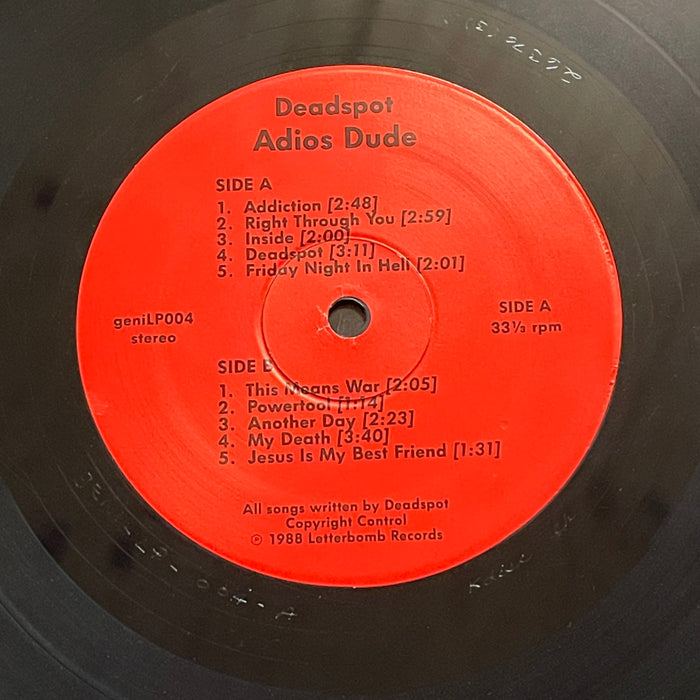 Deadspot
Adios Dude
SIDE A
1. Addiction [2:48]
2. Right Through You [2:59]
3. Inside [2:00]
4. Deadspot [3:11]
5. Friday Night In Hell [2:01]
geniLP004
stereo
SIDE A
33⅓ rpm
SIDE B
1. This Means War [2:05]
2. Powertool [1:14]
3. Another Day [2:23]
4. My Death [3:40]
5. Jesus Is My Best Friend [1:31]
All songs written by Deadspot
Copyright Control
℗ 1988 Letterbomb Records